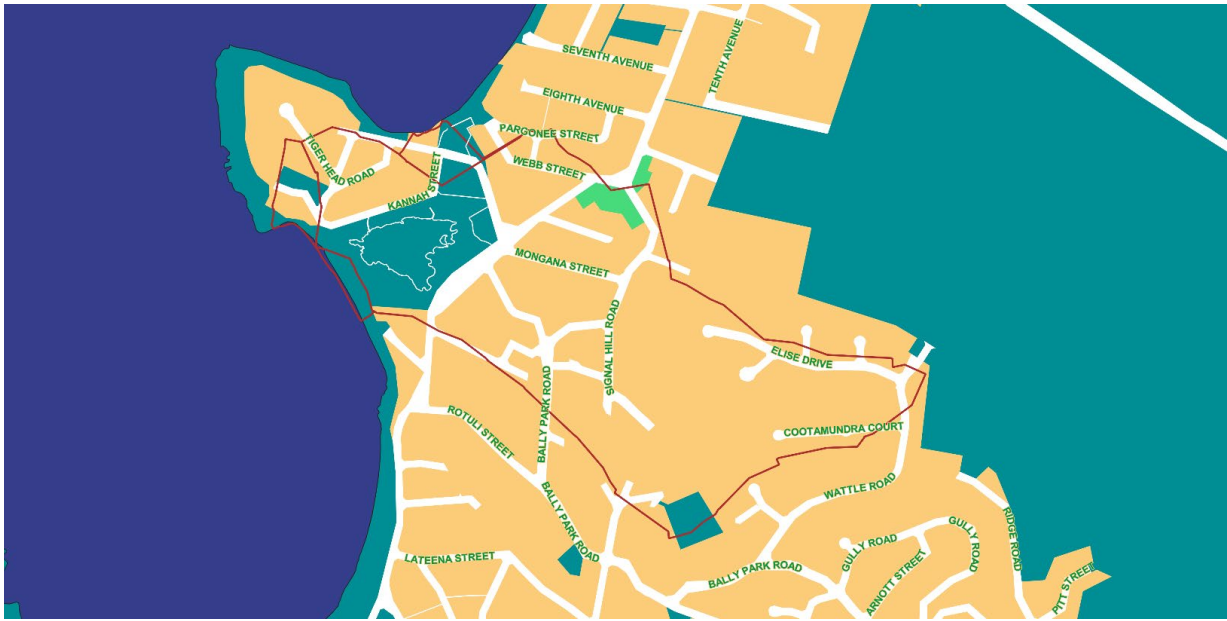 SEVENTH AVENUE
TENTH AVENUE
EIGHTH AVENUE
PARGONEE STREET
WEBB STREET
TIGER HEAD ROAD
KANNAH STREET
MONGANA STREET
SIGNAL HILL ROAD
ELISE DRIVE
BALLY PARK ROAD
ROTULI STREET
COOTAMUNDRA COURT
WATTLE ROAD
BALLY PARK ROAD
RIDGE ROAD
GULLY ROAD
GULLY ROAD
LATEENA STREET
BALLY PARK ROAD
ARNOTT STREET
PITT STREET